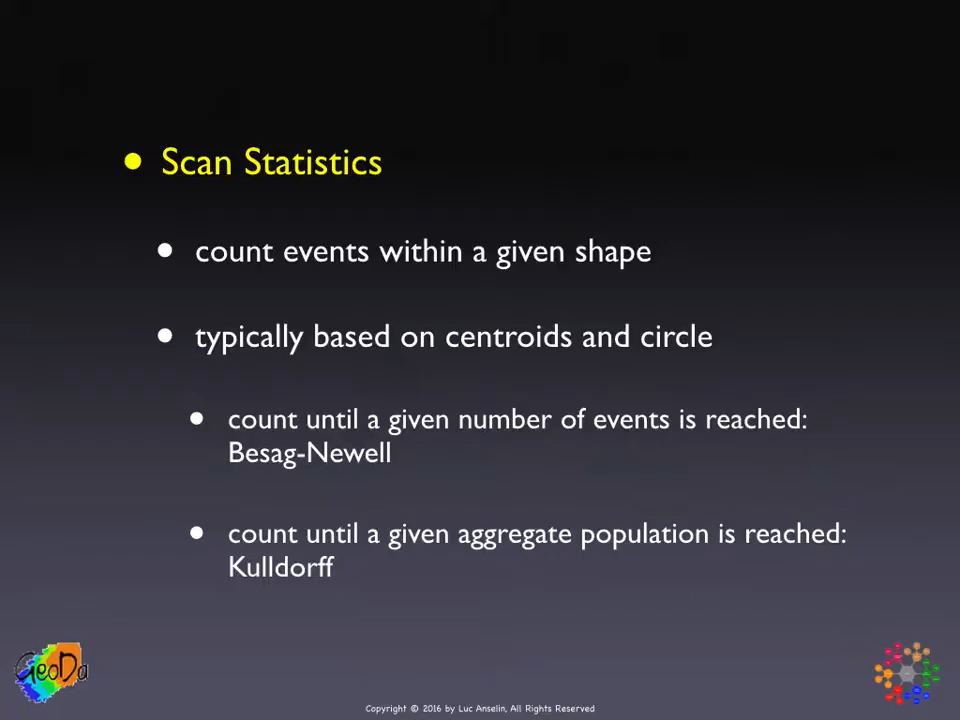 • Scan Statistics
• count events within a given shape
• typically based on centroids and circle
• count until a given number of events is reached:
Besag-Newell
• count until a given aggregate population is reached:
Kulldorff
GeoDa
Copyright © 2016 by Luc Anselin, All Rights Reserved